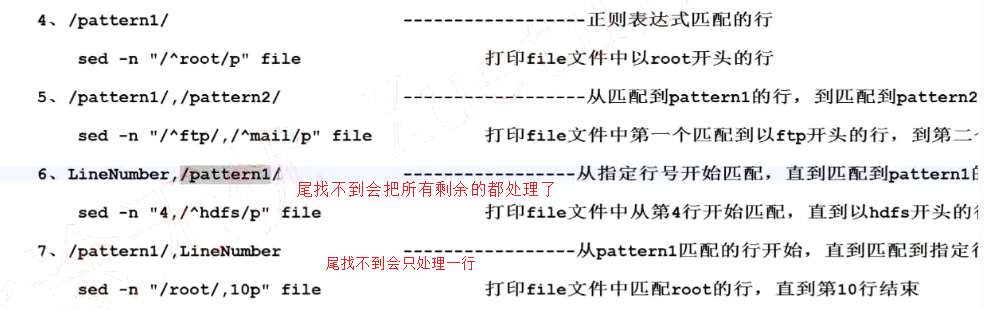 4、/pattern1/ ------------------正则表达式匹配的行
sed -n "/^root/p" file 打印file文件中以root开头的行
5、/pattern1/,/pattern2/ ------------------从匹配到pattern1的行，到匹配到pattern2
sed -n "/^ftp/,/^mail/p" file 打印file文件中第一个匹配到以ftp开头的行，到第二
6、LineNumber,/pattern1/ -----------------从指定行号开始匹配，直到匹配到pattern1的
尾找不到会把所有剩余的都处理了
sed -n "4,/^hdfs/p" file 打印file文件中从第4行开始匹配，直到以hdfs开头的行
7、/pattern1/,LineNumber -----------------从pattern1匹配的行开始，直到匹配到指定行
尾找不到会只处理一行
sed -n "/root/,10p" file 打印file文件中匹配root的行，直到第10行结束